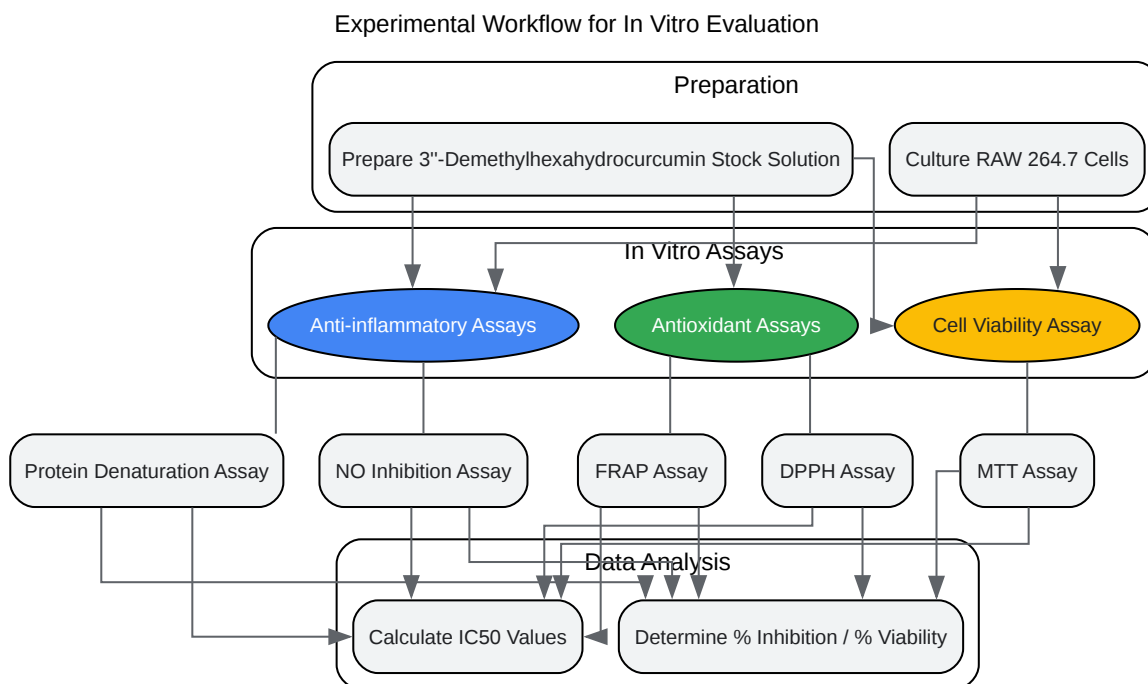 Experimental Workflow for In Vitro Evaluation
Preparation
Prepare 3''-Demethylhexahydrocurcumin Stock Solution
Culture RAW 264.7 Cells
In Vitro Assays
Anti-inflammatory Assays
Antioxidant Assays
Cell Viability Assay
Protein Denaturation Assay
NO Inhibition Assay
FRAP Assay
DPPH Assay
MTT Assay
Data Analysis
Calculate IC50 Values
Determine % Inhibition / % Viability